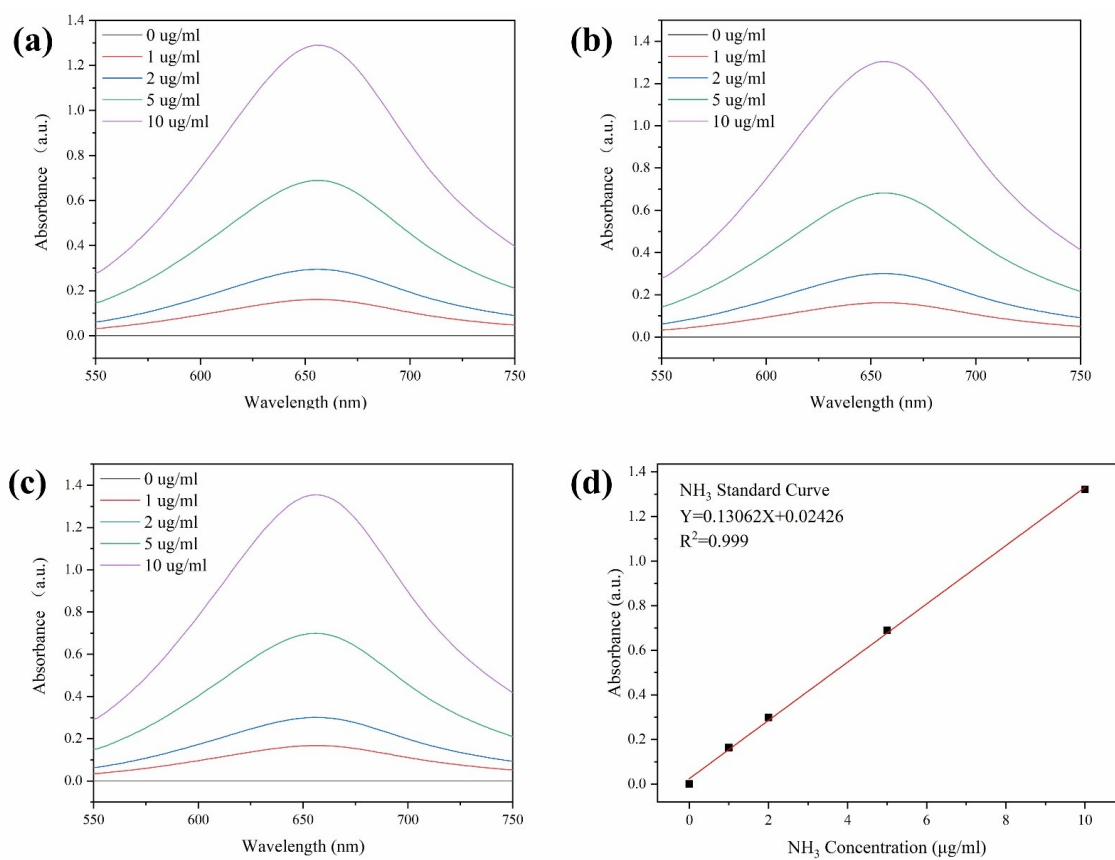 (a)
0 ug/ml
1 ug/ml
2 ug/ml
5 ug/ml
10 ug/ml
1.4
1.2
1.0
0.8
0.6
0.4
0.2
0.0
Absorbance (a.u.)
550 600 650 700 750
Wavelength (nm)
(b)
0 ug/ml
1 ug/ml
2 ug/ml
5 ug/ml
10 ug/ml
1.4
1.2
1.0
0.8
0.6
0.4
0.2
0.0
Absorbance (a.u.)
550 600 650 700 750
Wavelength (nm)
(c)
0 ug/ml
1 ug/ml
2 ug/ml
5 ug/ml
10 ug/ml
1.4
1.2
1.0
0.8
0.6
0.4
0.2
0.0
Absorbance (a.u.)
550 600 650 700 750
Wavelength (nm)
(d)
NH₃ Standard Curve
Y=0.13062X+0.02426
R²=0.999
1.4
1.2
1.0
0.8
0.6
0.4
0.2
0.0
Absorbance (a.u.)
0 2 4 6 8 10
NH₃ Concentration (μg/ml)